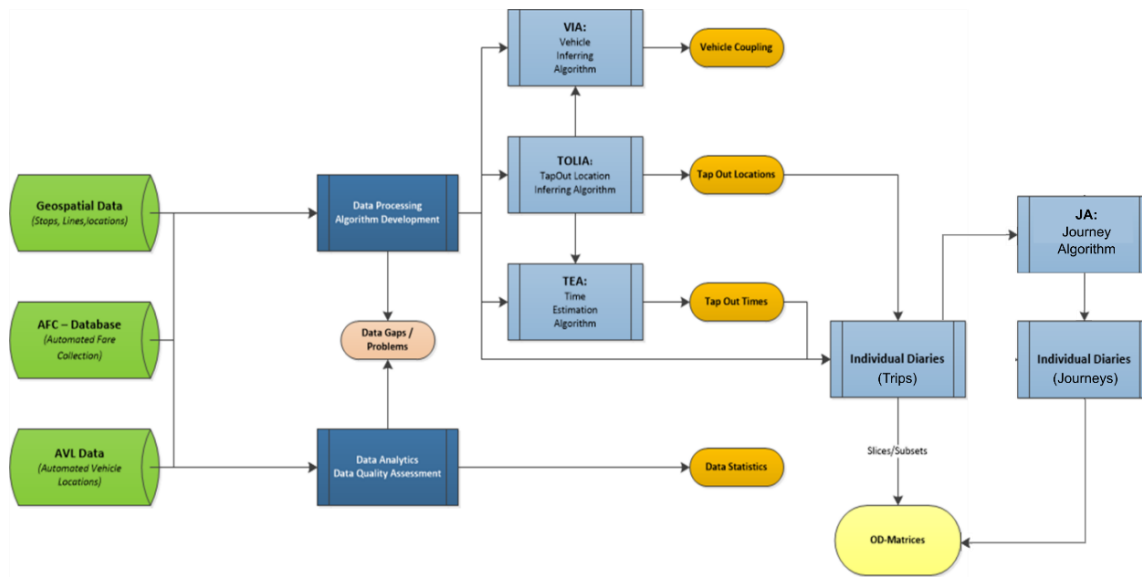 VIA:
Vehicle
Inferring
Algorithm
Vehicle Coupling
TOLIA:
TapOut Location
Inferring Algorithm
Tap Out Locations
Geospatial Data
(Stops, Lines,locations)
Data Processing
Algorithm Development
JA:
Journey
Algorithm
TEA:
Time
Estimation
Algorithm
Tap Out Times
AFC – Database
(Automated Fare
Collection)
Data Gaps /
Problems
Individual Diaries
(Trips)
Individual Diaries
(Journeys)
AVL Data
(Automated Vehicle
Locations)
Data Analytics
Data Quality Assessment
Data Statistics
Slices/Subsets
OD-Matrices